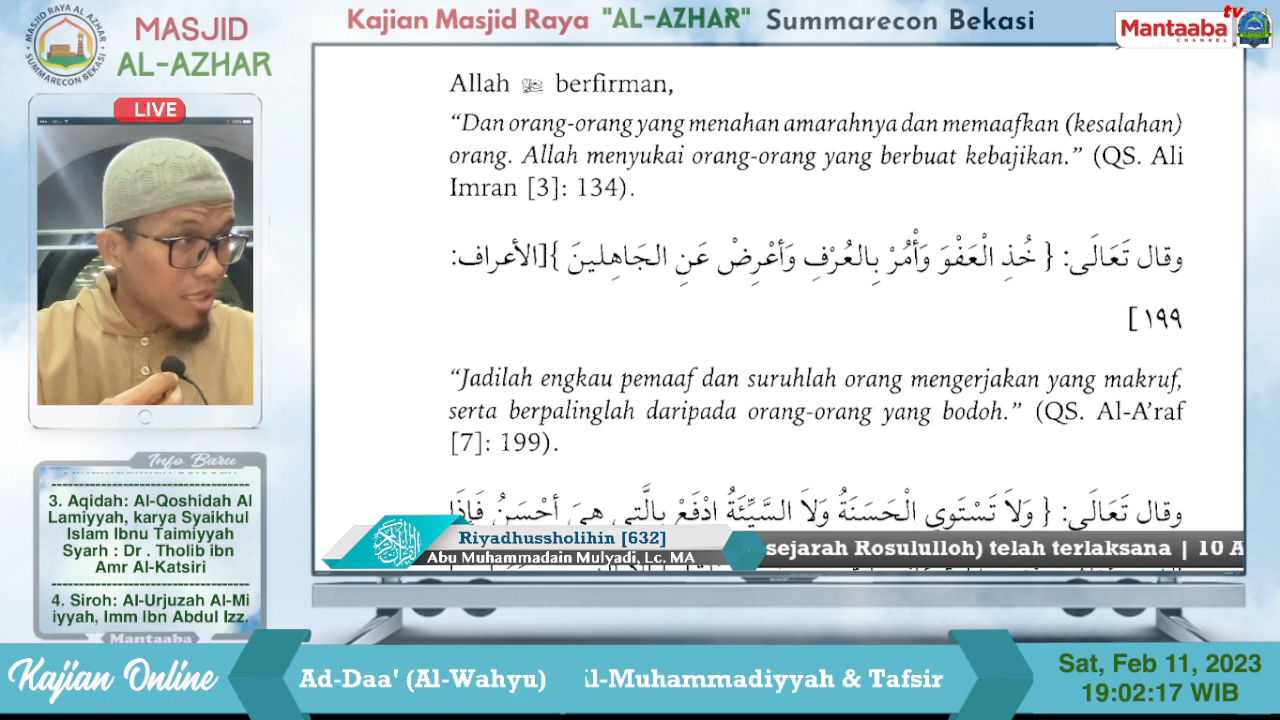 MASJID RAYA AL AZHAR
SUMMARECON BEKASI
MASJID
AL-AZHAR
Kajian Masjid Raya "AL-AZHAR" Summarecon Bekasi
Mantaaba tv
CHANNEL
LIVE
Allah ﷻ berfirman,
“Dan orang-orang yang menahan amarahnya dan memaafkan (kesalahan)
orang. Allah menyukai orang-orang yang berbuat kebajikan.” (QS. Ali
Imran [3]: 134).
وقال تَعَالَى: { خُذِ الْعَفْوَ وَأْمُرْ بِالعُرْفِ وَأعْرِضْ عَنِ الجَاهِلينَ }[الأعراف:
١٩٩ ]
“Jadilah engkau pemaaf dan suruhlah orang mengerjakan yang makruf,
serta berpalinglah daripada orang-orang yang bodoh.” (QS. Al-A’raf
[7]: 199).
وقال تَعَالَى: { وَلاَ تَسْتَوِي الْحَسَنَةُ وَلاَ السَّيِّئَةُ ادْفَعْ بِالَّتي هِيَ أحْسَنُ فَإِذَا
Info Baru
3. Aqidah: Al-Qoshidah Al
Lamiyyah, karya Syaikhul
Islam Ibnu Taimiyyah
Syarh : Dr . Tholib ibn
Amr Al-Katsiri
4. Siroh: Al-Urjuzah Al-Mi
iyyah, Imm Ibn Abdul Izz.
Mantaaba
Riyadhussholihin [632]
Abu Muhammadain Mulyadi, Lc. MA
sejarah Rosululloh) telah terlaksana | 10 A
Kajian Online
Ad-Daa' (Al-Wahyu)
l-Muhammadiyyah & Tafsir
Sat, Feb 11, 2023
19:02:17 WIB